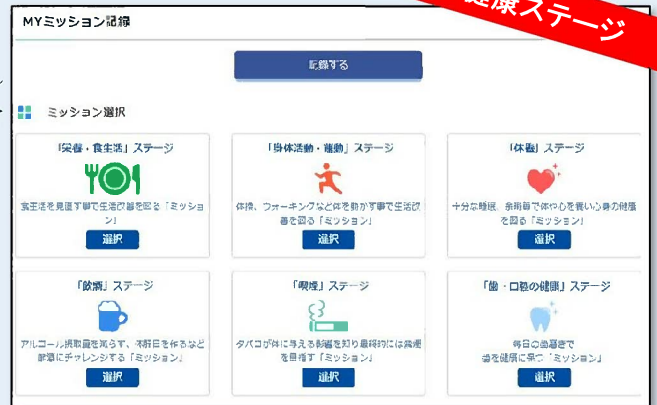 健康ステージ
MYミッション記録
記録する
ミッション選択
「栄養・食生活」ステージ
食生活を見直す事で生活改善を図る「ミッショ
ン」
選択
「身体活動・運動」ステージ
体操、ウォーキングなど体を動かす事で生活改
善を図る「ミッション」
選択
「休養」ステージ
十分な睡眠、余暇等で体や心を養い心身の健康
を図る「ミッション」
選択
「飲酒」ステージ
アルコール摂取量を減らす、休肝日を作るなど
にチャレンジする「ミッション」
選択
「喫煙」ステージ
タバコが体に与える影響を知り最終的には禁煙
を目指す「ミッション」
選択
「歯・口腔の健康」ステージ
毎日の歯磨きで
歯を健康に保つ「ミッション」
選択